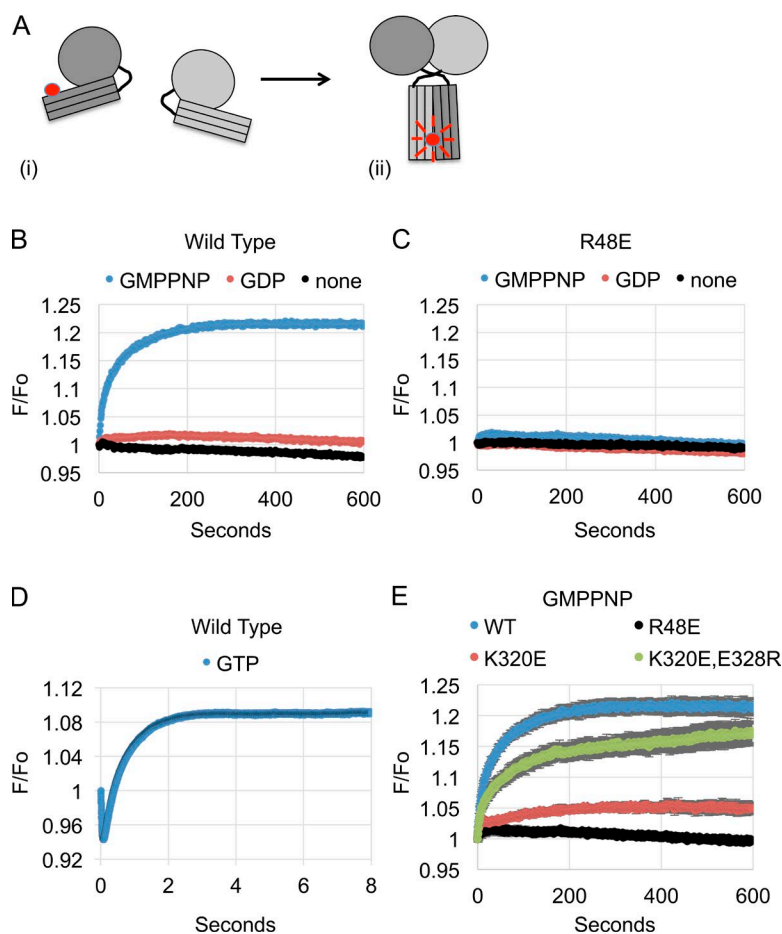 A
(i)
(ii)
B
Wild Type
GMPPNP GDP none
1.25
1.2
1.15
1.1
1.05
1
0.95
F/Fo
0 200 400 600
Seconds
C
R48E
GMPPNP GDP none
1.25
1.2
1.15
1.1
1.05
1
0.95
F/Fo
0 200 400 600
Seconds
D
Wild Type
GTP
1.12
1.08
1.04
1
0.96
0.92
F/Fo
0 2 4 6 8
Seconds
E
GMPPNP
WT R48E
K320E K320E,E328R
1.25
1.2
1.15
1.1
1.05
1
0.95
F/Fo
0 200 400 600
Seconds